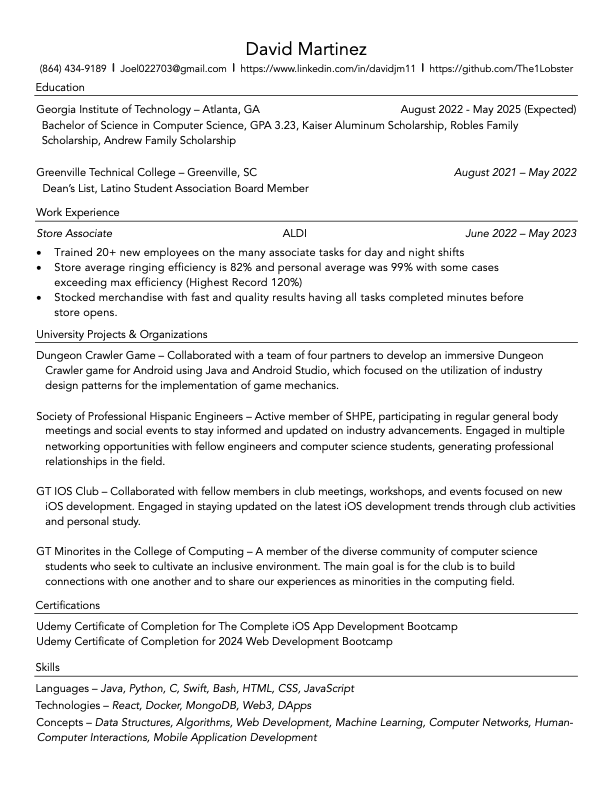 David Martinez
(864) 434-9189 | Joel022703@gmail.com | https://www.linkedin.com/in/davidjm11 | https://github.com/The1Lobster
Education
Georgia Institute of Technology – Atlanta, GA August 2022 - May 2025 (Expected)
Bachelor of Science in Computer Science, GPA 3.23, Kaiser Aluminum Scholarship, Robles Family
Scholarship, Andrew Family Scholarship
Greenville Technical College – Greenville, SC August 2021 – May 2022
Dean's List, Latino Student Association Board Member
Work Experience
Store Associate ALDI June 2022 – May 2023
• Trained 20+ new employees on the many associate tasks for day and night shifts
• Store average ringing efficiency is 82% and personal average was 99% with some cases
exceeding max efficiency (Highest Record 120%)
• Stocked merchandise with fast and quality results having all tasks completed minutes before
store opens.
University Projects & Organizations
Dungeon Crawler Game – Collaborated with a team of four partners to develop an immersive Dungeon
Crawler game for Android using Java and Android Studio, which focused on the utilization of industry
design patterns for the implementation of game mechanics.
Society of Professional Hispanic Engineers – Active member of SHPE, participating in regular general body
meetings and social events to stay informed and updated on industry advancements. Engaged in multiple
networking opportunities with fellow engineers and computer science students, generating professional
relationships in the field.
GT IOS Club – Collaborated with fellow members in club meetings, workshops, and events focused on new
iOS development. Engaged in staying updated on the latest iOS development trends through club activities
and personal study.
GT Minorites in the College of Computing – A member of the diverse community of computer science
students who seek to cultivate an inclusive environment. The main goal is for the club is to build
connections with one another and to share our experiences as minorities in the computing field.
Certifications
Udemy Certificate of Completion for The Complete iOS App Development Bootcamp
Udemy Certificate of Completion for 2024 Web Development Bootcamp
Skills
Languages – Java, Python, C, Swift, Bash, HTML, CSS, JavaScript
Technologies – React, Docker, MongoDB, Web3, DApps
Concepts – Data Structures, Algorithms, Web Development, Machine Learning, Computer Networks, Human-
Computer Interactions, Mobile Application Development